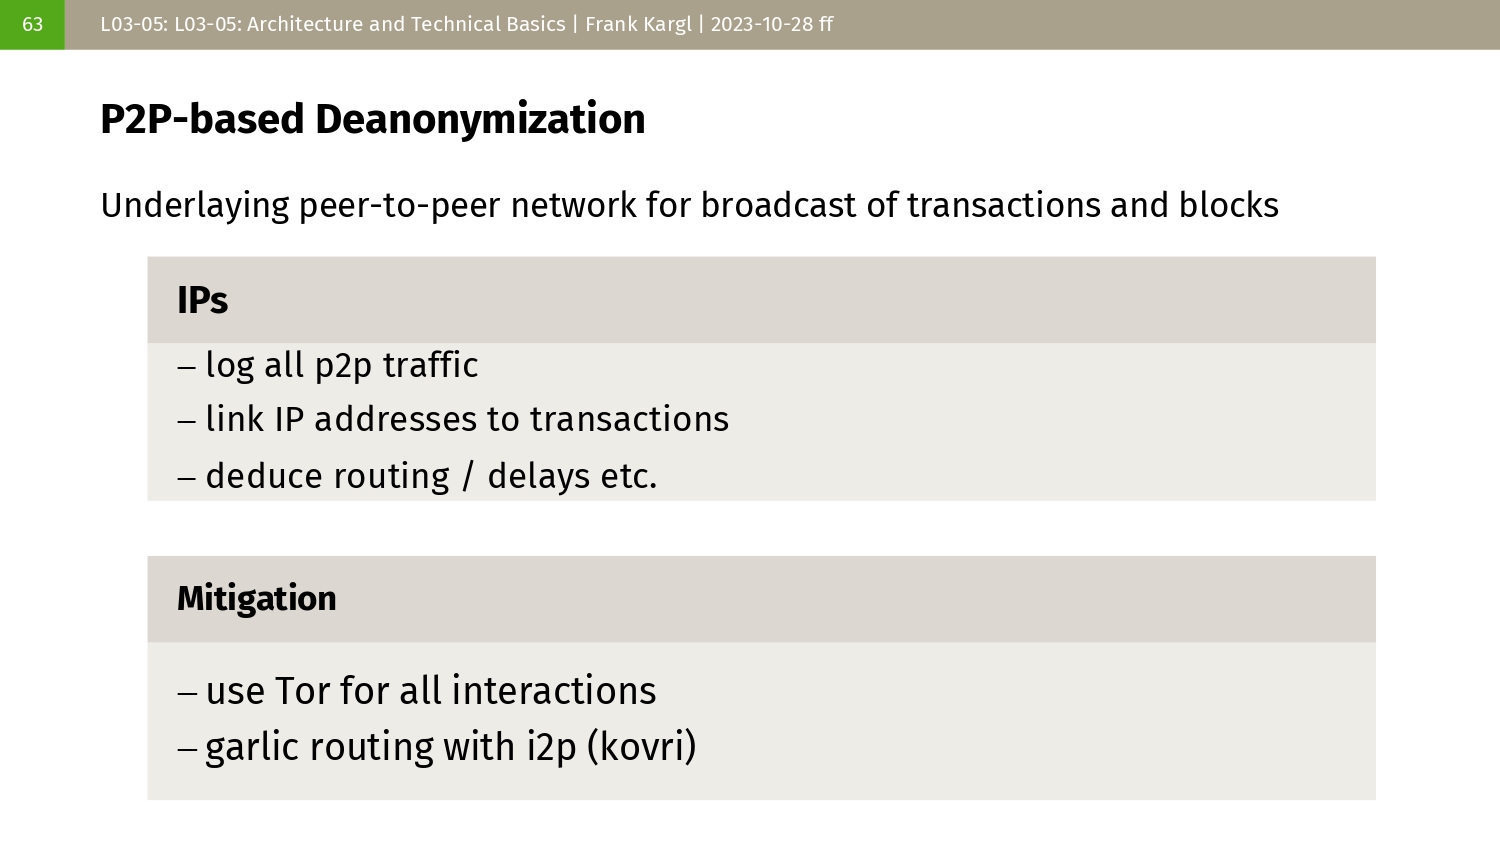 63
L03-05: L03-05: Architecture and Technical Basics | Frank Kargl | 2023-10-28 ff
P2P-based Deanonymization
Underlaying peer-to-peer network for broadcast of transactions and blocks
IPs
– log all p2p traffic
– link IP addresses to transactions
– deduce routing / delays etc.
Mitigation
– use Tor for all interactions
– garlic routing with i2p (kovri)